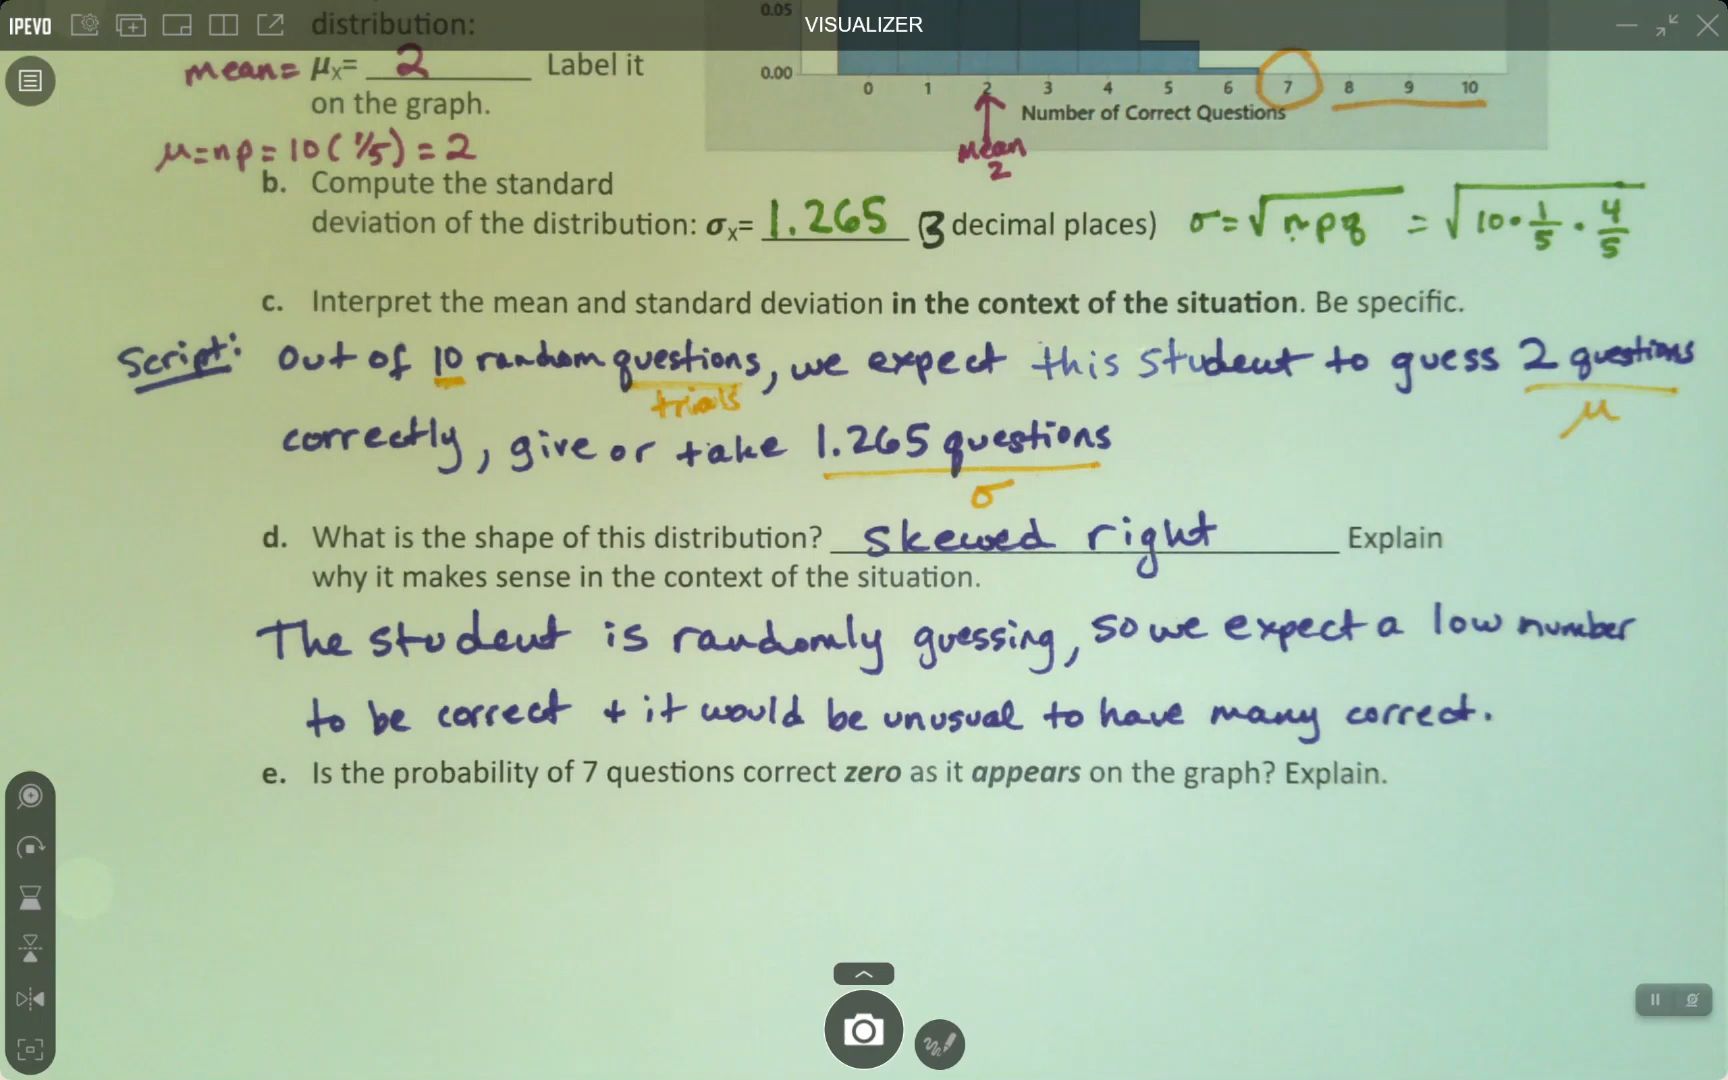 IPEVO
VISUALIZER
distribution:
0.05
mean = μx= 2 Label it
0.00
on the graph.
0 1 2 3 4 5 6 7 8 9 10
Number of Correct Questions
μ=np=10(1/5)=2
Mean
2
b. Compute the standard
deviation of the distribution: σx= 1.265 (3 decimal places) σ=√npq = √10·1/5·4/5
c. Interpret the mean and standard deviation in the context of the situation. Be specific.
Script: Out of 10 random questions, we expect this student to guess 2 questions
trials
μ
correctly, give or take 1.265 questions
σ
d. What is the shape of this distribution? skewed right Explain
why it makes sense in the context of the situation.
The student is randomly guessing, so we expect a low number
to be correct + it would be unusual to have many correct.
e. Is the probability of 7 questions correct zero as it appears on the graph? Explain.